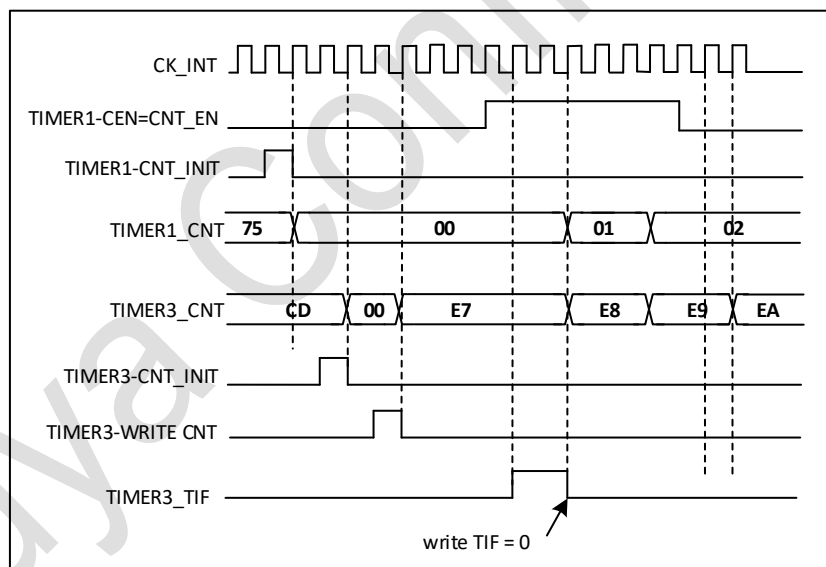 CK_INT
TIMER1-CEN=CNT_EN
TIMER1-CNT_INIT
TIMER1_CNT 75 00 01 02
TIMER3_CNT CD 00 E7 E8 E9 EA
TIMER3-CNT_INIT
TIMER3-WRITE CNT
TIMER3_TIF
write TIF = 0